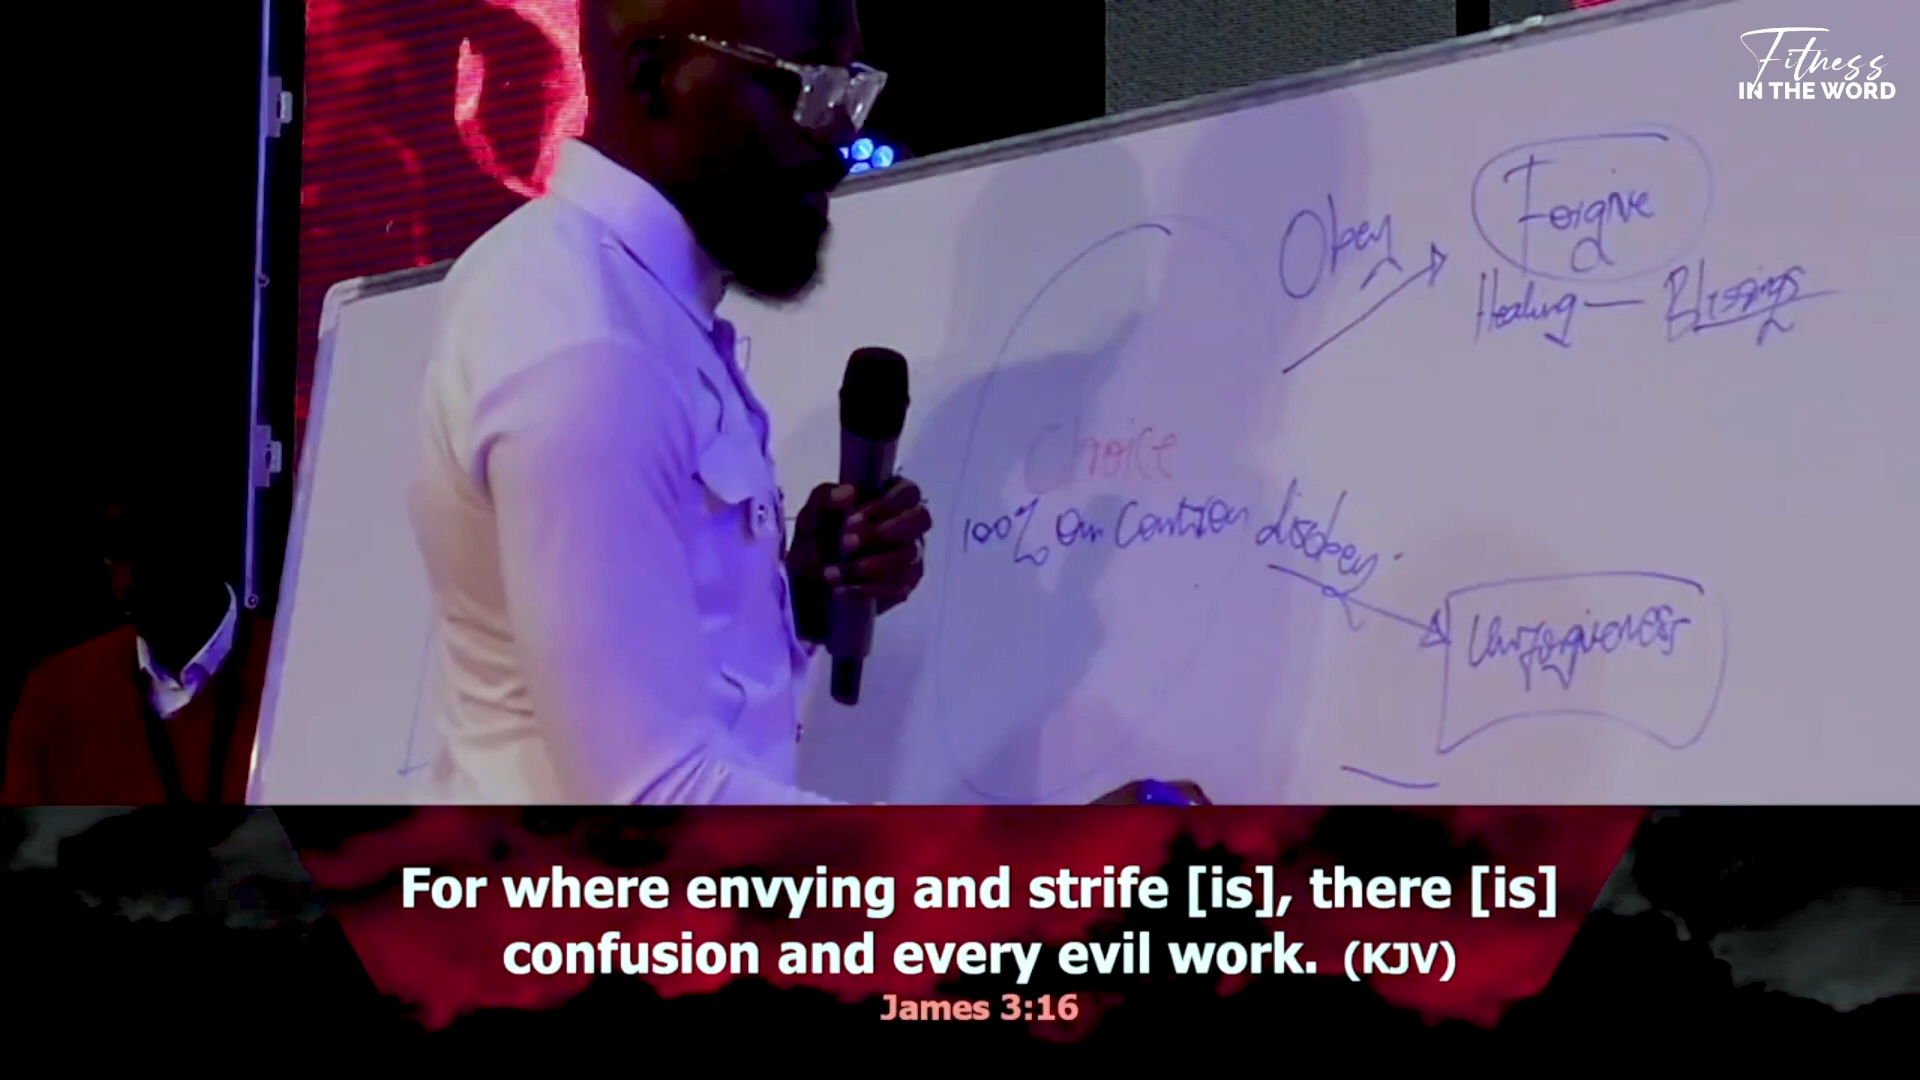 Fitness
IN THE WORD
Obey
Forgive
Healing — Blessings
Choice
100% our
disobey.
Unforgiveness
For where envying and strife [is], there [is]
confusion and every evil work. (KJV)
James 3:16